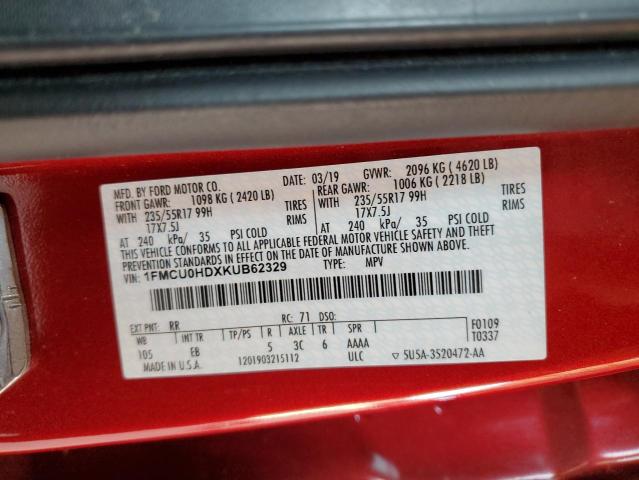 MFD. BY FORD MOTOR CO.
DATE: 03/19 GVWR: 2096 KG ( 4620 LB)
FRONT GAWR: 1098 KG ( 2420 LB) REAR GAWR: 1006 KG ( 2218 LB)
WITH 235/55R17 99H TIRES WITH 235/55R17 99H TIRES
17X7.5J RIMS 17X7.5J RIMS
AT 240 kPa/ 35 PSI COLD AT 240 kPa/ 35 PSI COLD
THIS VEHICLE CONFORMS TO ALL APPLICABLE FEDERAL MOTOR VEHICLE SAFETY AND THEFT
PREVENTION STANDARDS IN EFFECT ON THE DATE OF MANUFACTURE SHOWN ABOVE.
VIN: 1FMCU0HDXKUB62329 TYPE: MPV
EXT PNT: RR RC: 71 DSO: F0109
WB INT TR TP/PS R AXLE TR SPR T0337
105 EB 5 3C 6 AAAA
MADE IN U.S.A. 1201903215112 ULC ▽ 5U5A-3520472-AA